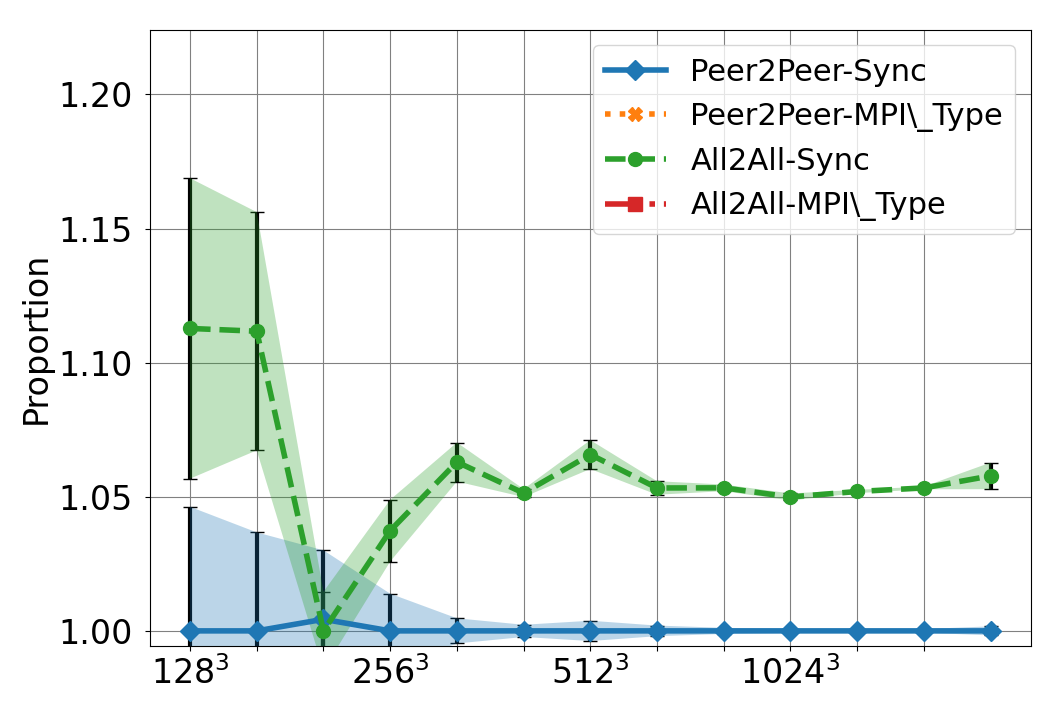 Peer2Peer-Sync
Peer2Peer-MPI\_Type
All2All-Sync
All2All-MPI\_Type
Proportion
1.20
1.15
1.10
1.05
1.00
128³ 256³ 512³ 1024³